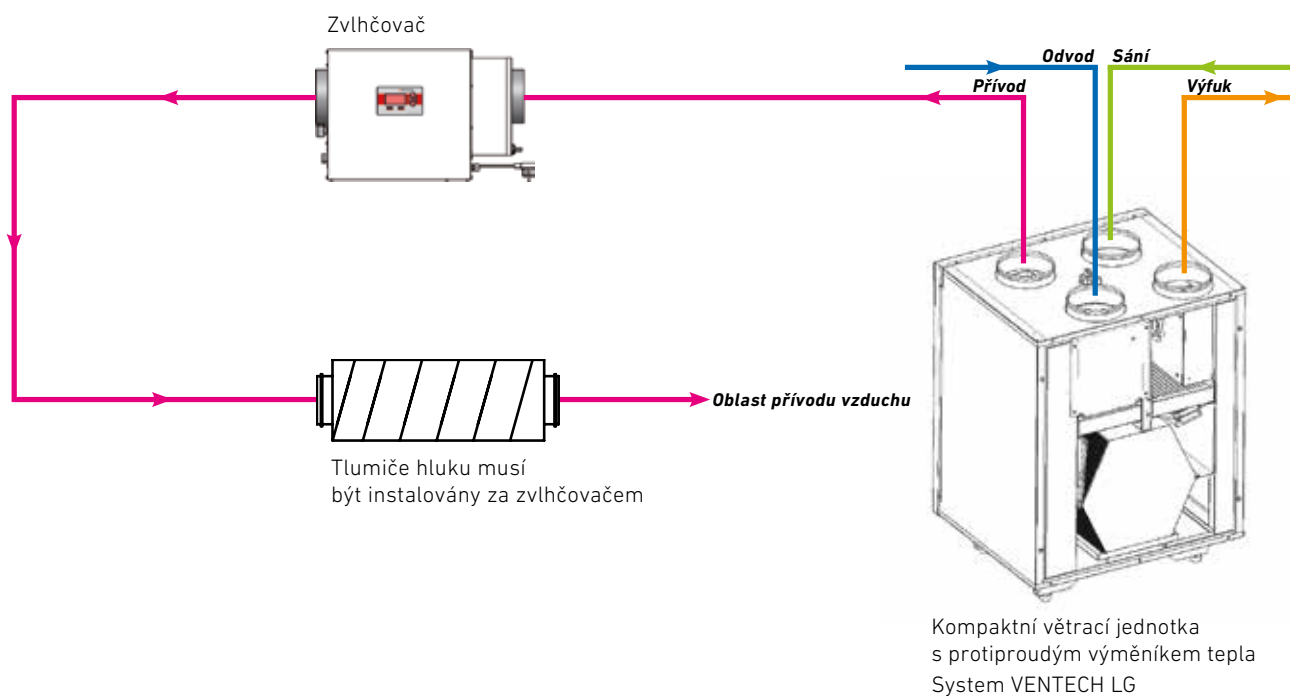 Zvlhčovač
Odvod
Sání
Přívod
Výfuk
Oblast přívodu vzduchu
Tlumiče hluku musí
být instalovány za zvlhčovačem
Kompaktní větrací jednotka
s protiproudým výměníkem tepla
System VENTECH LG